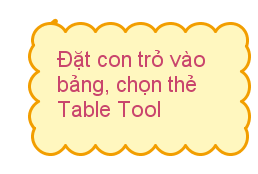 Đặt con trỏ vào
bảng, chọn thẻ
Table Tool